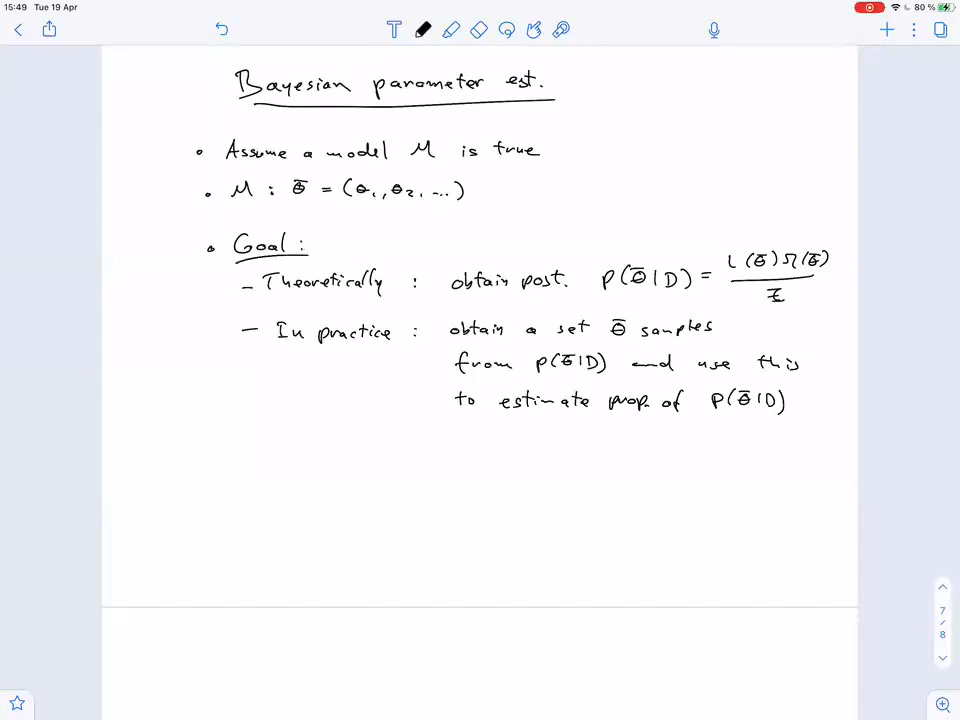 15:49 Tue 19 Apr
80 %
T
Bayesian parameter est.
• Assume a model M is true
• M : θ̄ = (θ₁, θ₂, ...)
• Goal :
– Theoretically : obtain post. P(θ̄|D) = L(θ̄)π(θ̄) / Z
– In practice : obtain a set θ̄ samples
from P(θ̄|D) and use this
to estimate prop. of P(θ̄|D)
7
/
8